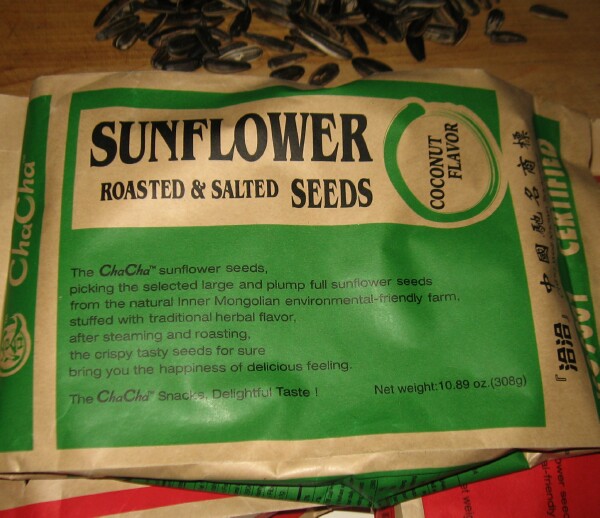 SUNFLOWER
ROASTED & SALTED SEEDS
COCONUT
FLAVOR
The ChaCha™ sunflower seeds,
picking the selected large and plump full sunflower seeds
from the natural Inner Mongolian environmental-friendly farm,
stuffed with traditional herbal flavor,
after steaming and roasting,
the crispy tasty seeds for sure
bring you the happiness of delicious feeling.
The ChaCha™ Snacks, Delightful Taste !
Net weight:10.89 oz.(308g)
ChaCha™
『洽洽』 中國馳名商標
CERTIFIED